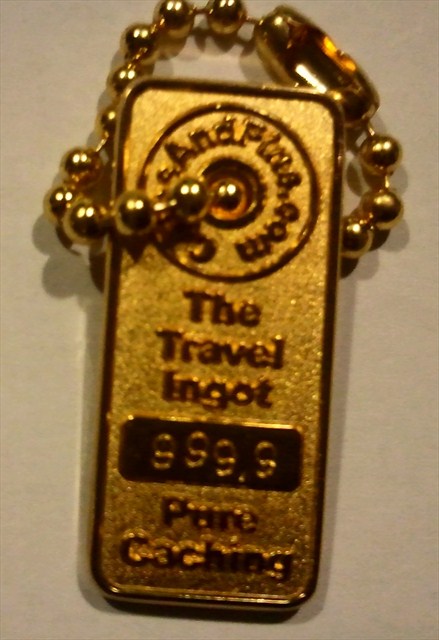 The
Travel
Ingot
999.9
Pure
Caching